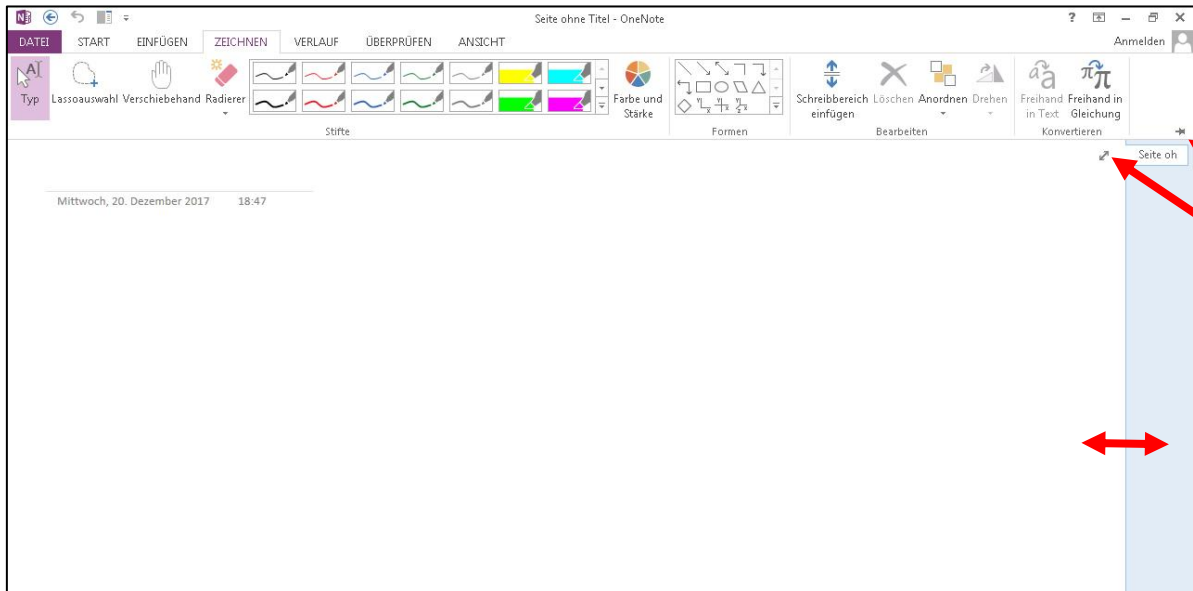 Seite ohne Titel - OneNote ?
DATEI START EINFÜGEN ZEICHNEN VERLAUF ÜBERPRÜFEN ANSICHT Anmelden
Typ Lassoauswahl Verschiebehand Radierer Farbe und Stärke Schreibbereich einfügen Löschen Anordnen Drehen Freihand in Text Freihand in Gleichung
Stifte Formen Bearbeiten Konvertieren
Seite oh
Mittwoch, 20. Dezember 2017 18:47